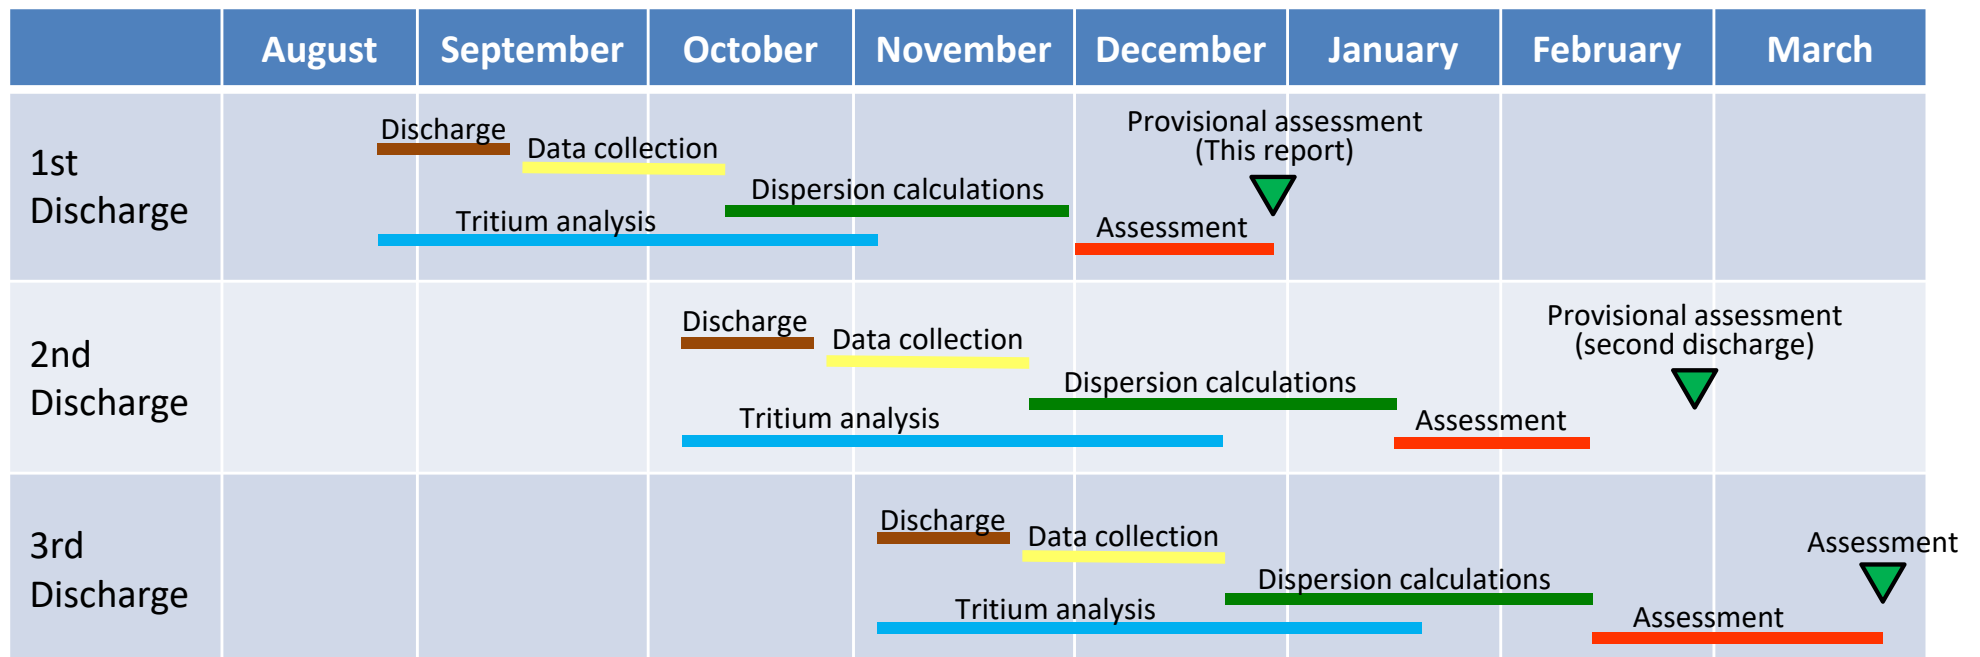 August September October November December January February March
1st
Discharge
Discharge
Data collection
Dispersion calculations
Tritium analysis
Provisional assessment
(This report)
Assessment
2nd
Discharge
Discharge
Data collection
Dispersion calculations
Tritium analysis
Provisional assessment
(second discharge)
Assessment
3rd
Discharge
Discharge
Data collection
Dispersion calculations
Tritium analysis
Assessment
Assessment